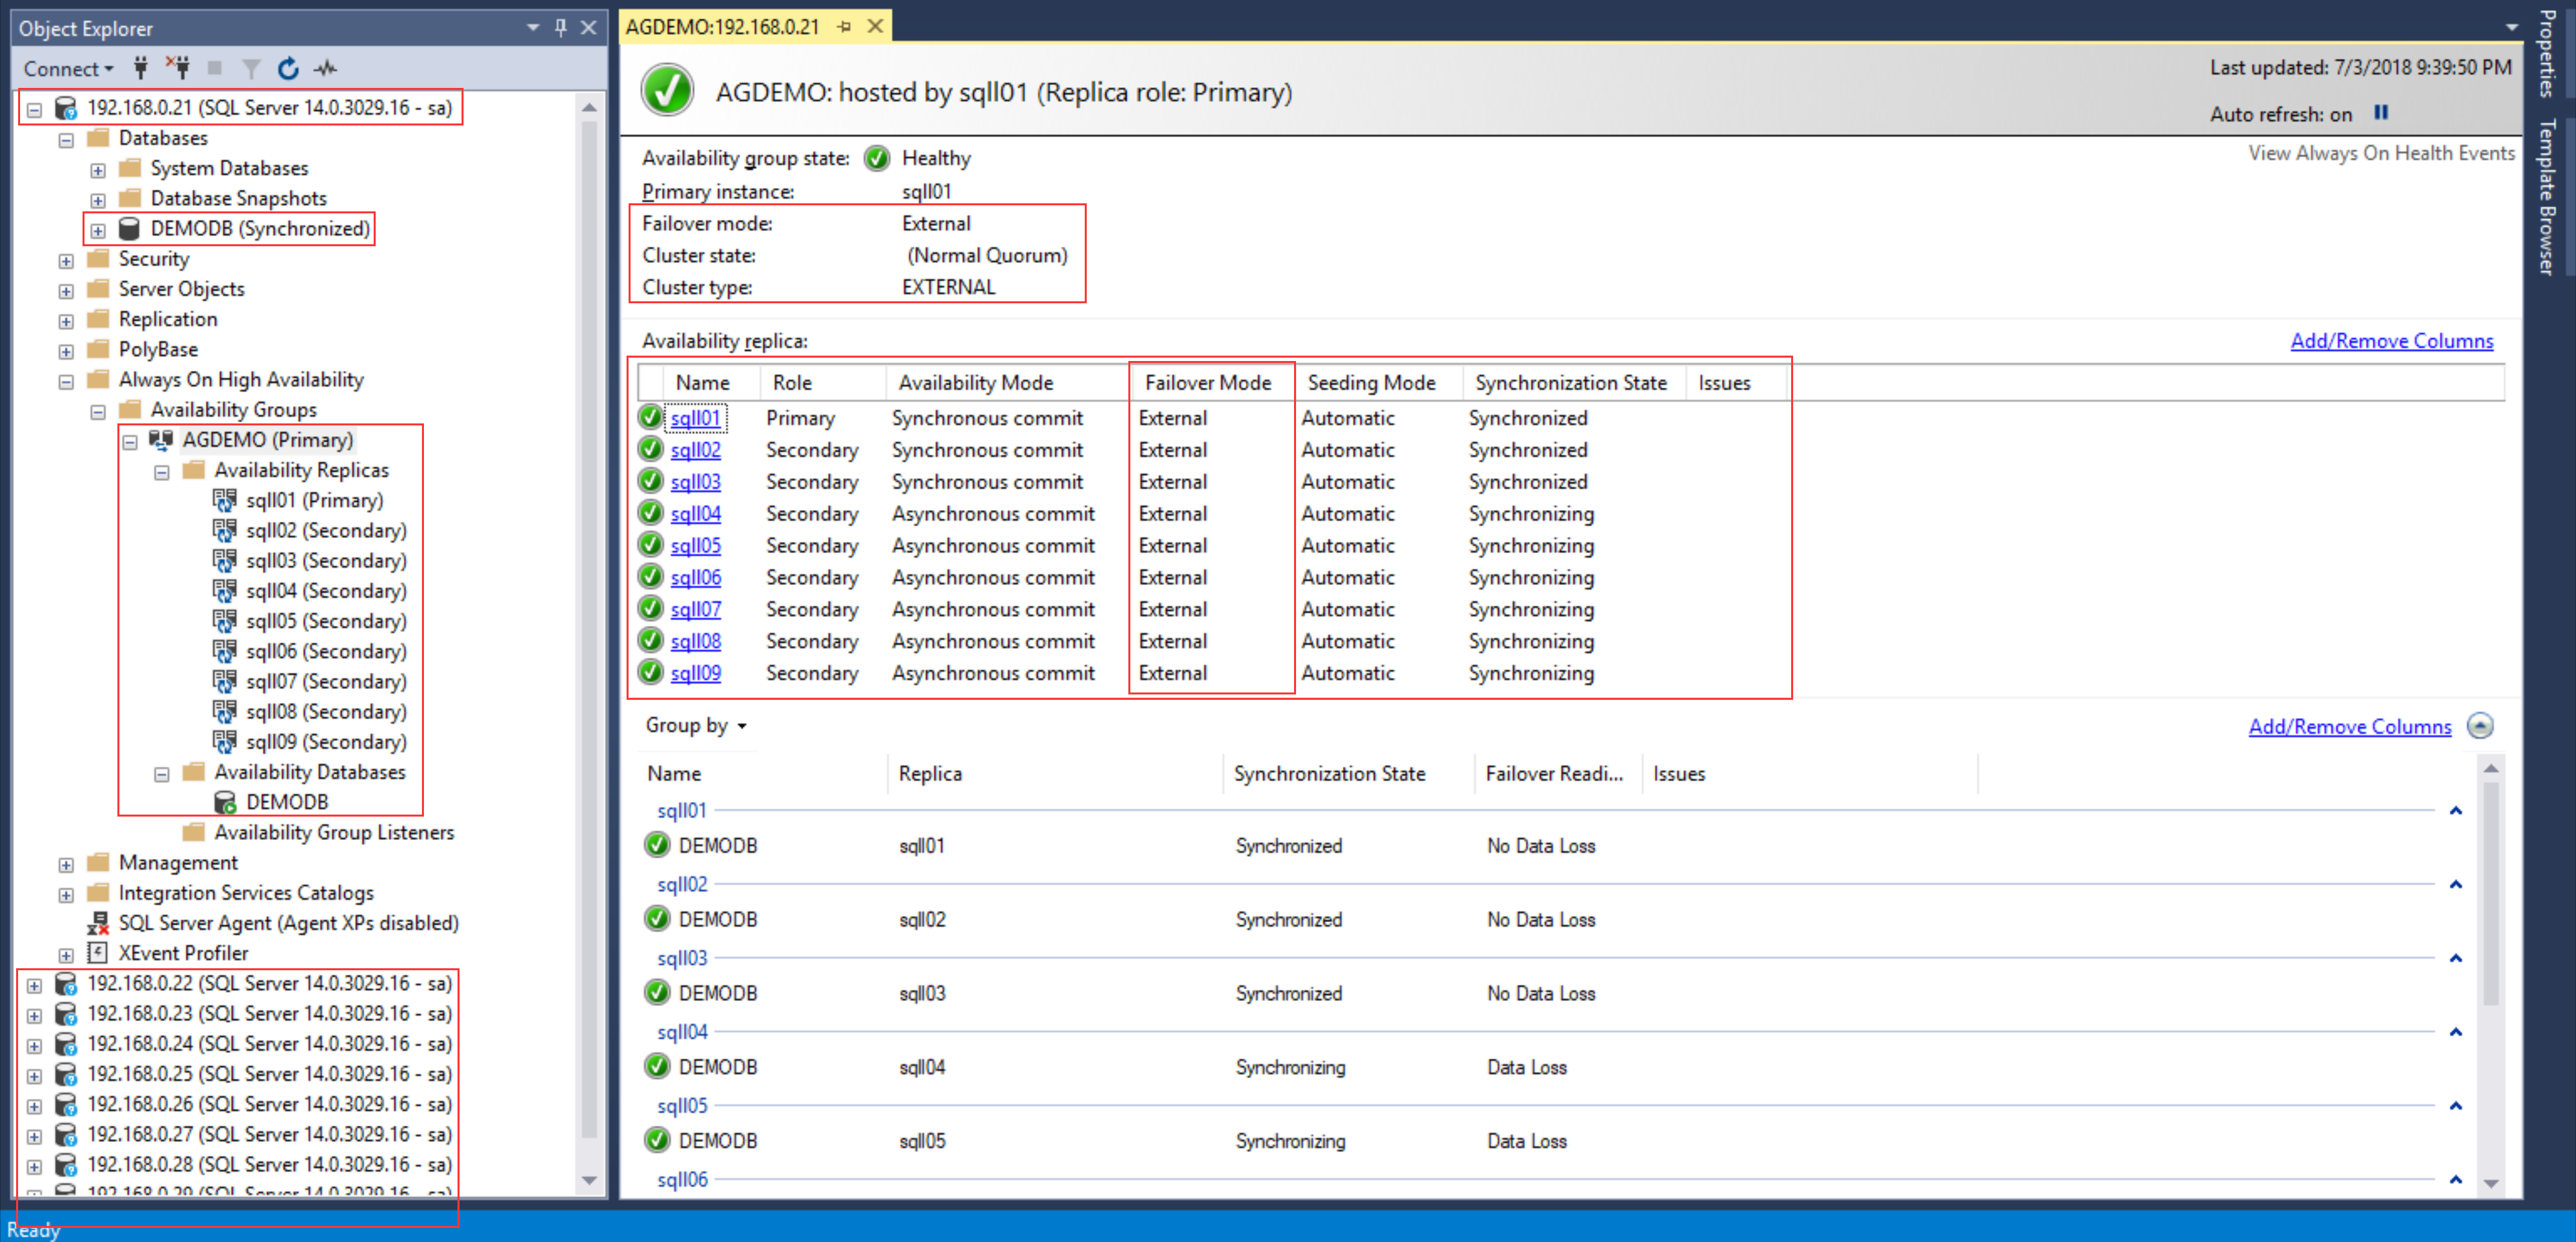 Object Explorer
Connect
192.168.0.21 (SQL Server 14.0.3029.16 - sa)
Databases
System Databases
Database Snapshots
DEMODB (Synchronized)
Security
Server Objects
Replication
PolyBase
Always On High Availability
Availability Groups
AGDEMO (Primary)
Availability Replicas
sqll01 (Primary)
sqll02 (Secondary)
sqll03 (Secondary)
sqll04 (Secondary)
sqll05 (Secondary)
sqll06 (Secondary)
sqll07 (Secondary)
sqll08 (Secondary)
sqll09 (Secondary)
Availability Databases
DEMODB
Availability Group Listeners
Management
Integration Services Catalogs
SQL Server Agent (Agent XPs disabled)
XEvent Profiler
192.168.0.22 (SQL Server 14.0.3029.16 - sa)
192.168.0.23 (SQL Server 14.0.3029.16 - sa)
192.168.0.24 (SQL Server 14.0.3029.16 - sa)
192.168.0.25 (SQL Server 14.0.3029.16 - sa)
192.168.0.26 (SQL Server 14.0.3029.16 - sa)
192.168.0.27 (SQL Server 14.0.3029.16 - sa)
192.168.0.28 (SQL Server 14.0.3029.16 - sa)
192.168.0.29 (SQL Server 14.0.3029.16 - sa)
Ready
AGDEMO:192.168.0.21
AGDEMO: hosted by sqll01 (Replica role: Primary)
Last updated: 7/3/2018 9:39:50 PM
Auto refresh: on
View Always On Health Events
Availability group state: Healthy
Primary instance: sqll01
Failover mode: External
Cluster state: (Normal Quorum)
Cluster type: EXTERNAL
Availability replica: Add/Remove Columns
Name Role Availability Mode Failover Mode Seeding Mode Synchronization State Issues
sqll01 Primary Synchronous commit External Automatic Synchronized
sqll02 Secondary Synchronous commit External Automatic Synchronized
sqll03 Secondary Synchronous commit External Automatic Synchronized
sqll04 Secondary Asynchronous commit External Automatic Synchronizing
sqll05 Secondary Asynchronous commit External Automatic Synchronizing
sqll06 Secondary Asynchronous commit External Automatic Synchronizing
sqll07 Secondary Asynchronous commit External Automatic Synchronizing
sqll08 Secondary Asynchronous commit External Automatic Synchronizing
sqll09 Secondary Asynchronous commit External Automatic Synchronizing
Group by Add/Remove Columns
Name Replica Synchronization State Failover Readi... Issues
sqll01
DEMODB sqll01 Synchronized No Data Loss
sqll02
DEMODB sqll02 Synchronized No Data Loss
sqll03
DEMODB sqll03 Synchronized No Data Loss
sqll04
DEMODB sqll04 Synchronizing Data Loss
sqll05
DEMODB sqll05 Synchronizing Data Loss
sqll06
Properties
Template Browser